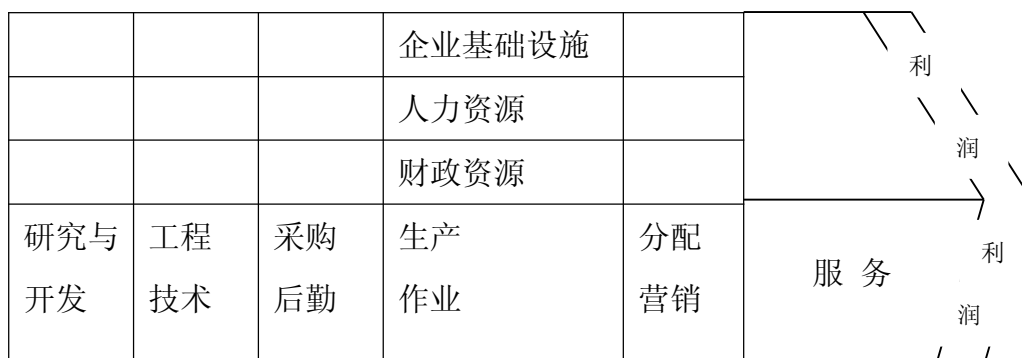 企业基础设施
利
人力资源
润
财政资源
研究与 工程 采购 生产 分配
利
服 务
开发 技术 后勤 作业 营销
润